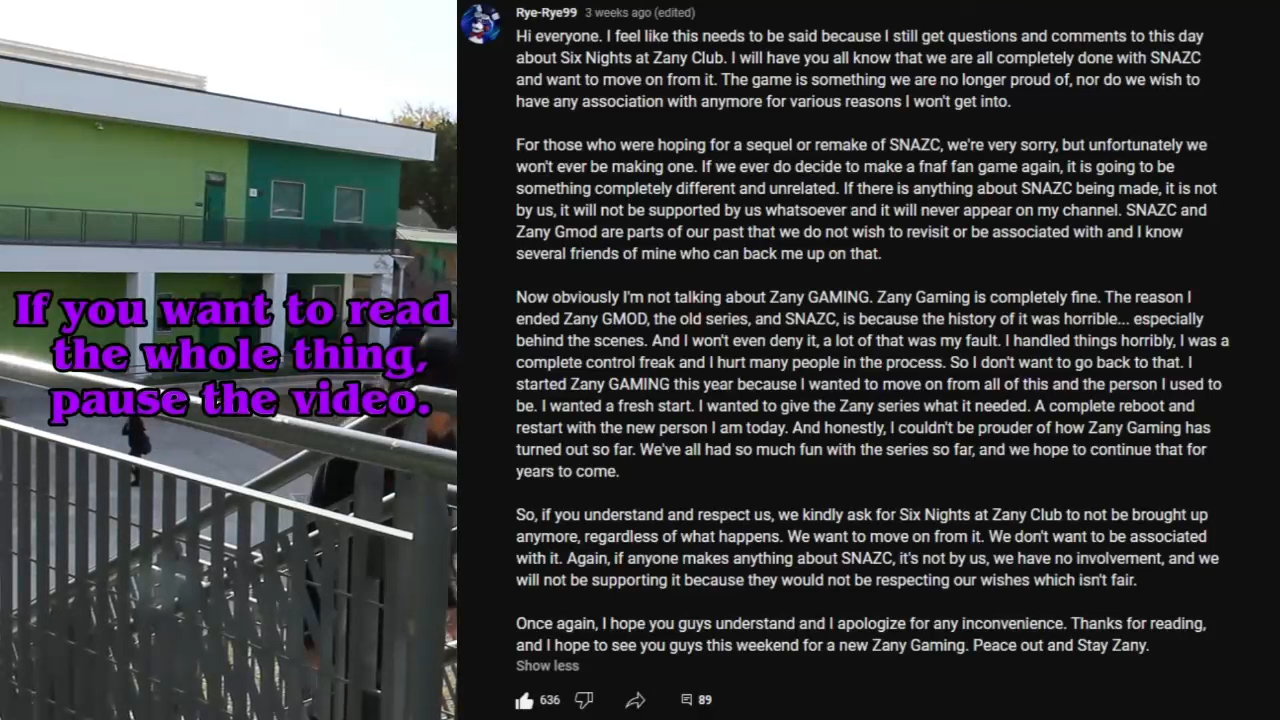 If you want to read
the whole thing,
pause the video.
Rye-Rye99 3 weeks ago (edited)
Hi everyone. I feel like this needs to be said because I still get questions and comments to this day
about Six Nights at Zany Club. I will have you all know that we are all completely done with SNAZC
and want to move on from it. The game is something we are no longer proud of, nor do we wish to
have any association with anymore for various reasons I won't get into.
For those who were hoping for a sequel or remake of SNAZC, we're very sorry, but unfortunately we
won't ever be making one. If we ever do decide to make a fnaf fan game again, it is going to be
something completely different and unrelated. If there is anything about SNAZC being made, it is not
by us, it will not be supported by us whatsoever and it will never appear on my channel. SNAZC and
Zany Gmod are parts of our past that we do not wish to revisit or be associated with and I know
several friends of mine who can back me up on that.
Now obviously I'm not talking about Zany GAMING. Zany Gaming is completely fine. The reason I
ended Zany GMOD, the old series, and SNAZC, is because the history of it was horrible... especially
behind the scenes. And I won't even deny it, a lot of that was my fault. I handled things horribly, I was a
complete control freak and I hurt many people in the process. So I don't want to go back to that. I
started Zany GAMING this year because I wanted to move on from all of this and the person I used to
be. I wanted a fresh start. I wanted to give the Zany series what it needed. A complete reboot and
restart with the new person I am today. And honestly, I couldn't be prouder of how Zany Gaming has
turned out so far. We've all had so much fun with the series so far, and we hope to continue that for
years to come.
So, if you understand and respect us, we kindly ask for Six Nights at Zany Club to not be brought up
anymore, regardless of what happens. We want to move on from it. We don't want to be associated
with it. Again, if anyone makes anything about SNAZC, it's not by us, we have no involvement, and we
will not be supporting it because they would not be respecting our wishes which isn't fair.
Once again, I hope you guys understand and I apologize for any inconvenience. Thanks for reading,
and I hope to see you guys this weekend for a new Zany Gaming. Peace out and Stay Zany.
Show less
636 89